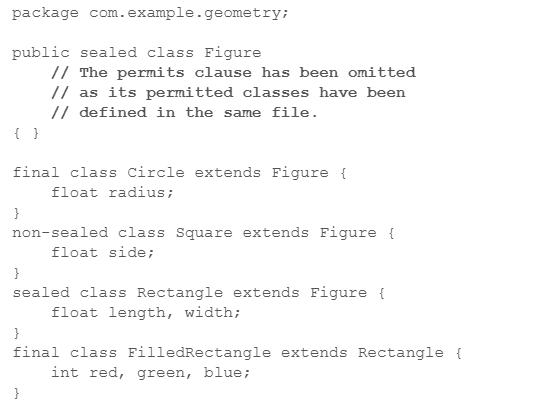 package com.example.geometry;

public sealed class Figure
    // The permits clause has been omitted
    // as its permitted classes have been
    // defined in the same file.
{ }

final class Circle extends Figure {
    float radius;
}
non-sealed class Square extends Figure {
    float side;
}
sealed class Rectangle extends Figure {
    float length, width;
}
final class FilledRectangle extends Rectangle {
    int red, green, blue;
}